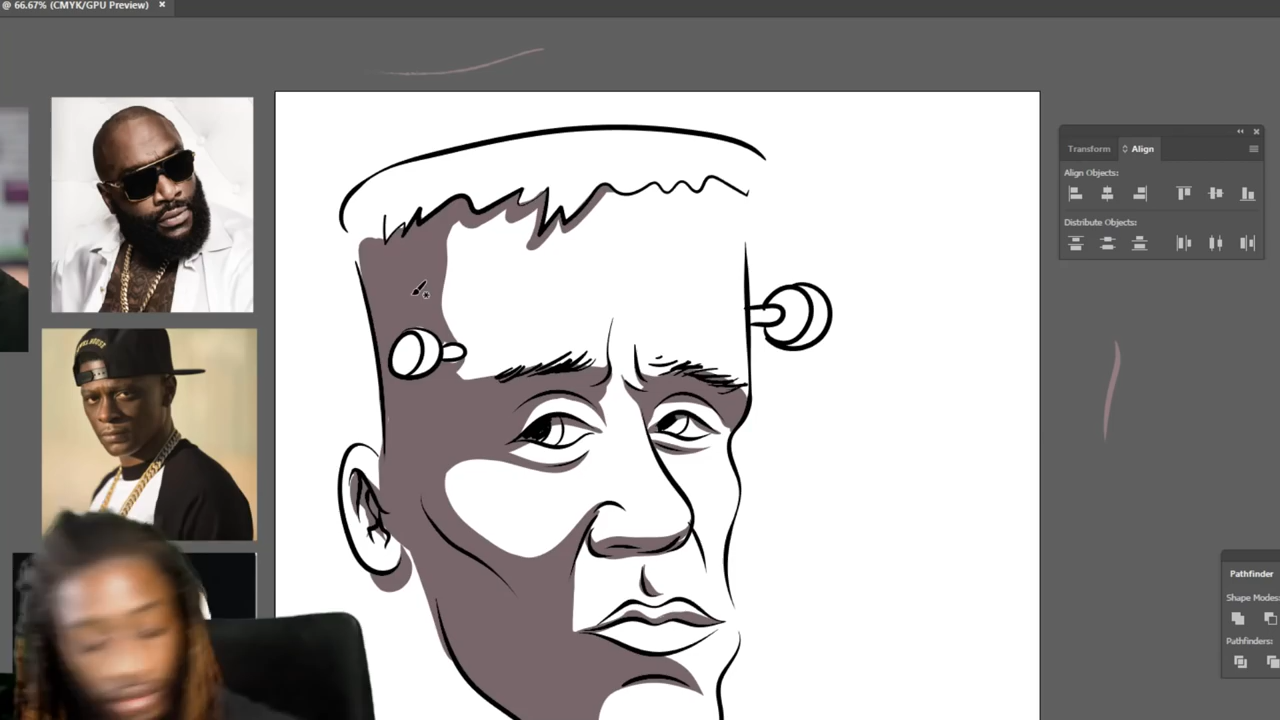 @ 66.67% (CMYK/GPU Preview)
Transform
Align
Align Objects:
Distribute Objects:
Pathfinder
Shape Modes:
Pathfinders: